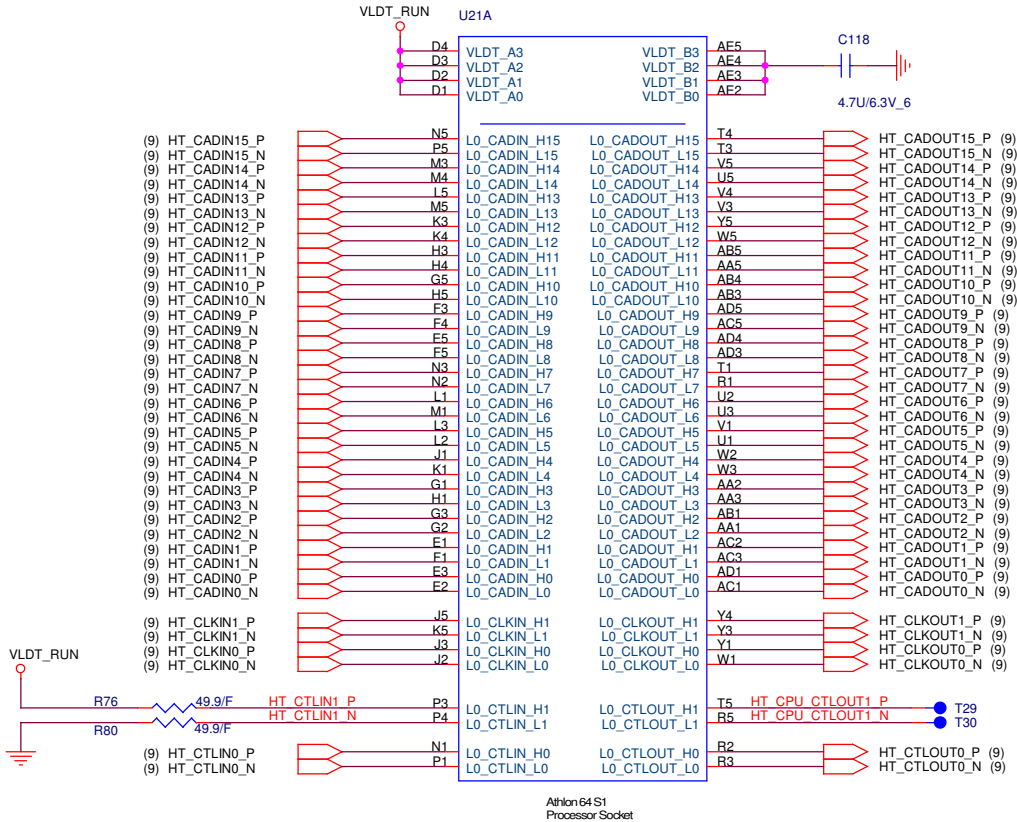 VLDT_RUN
U21A
D4 VLDT_A3 VLDT_B3 AE5
D3 VLDT_A2 VLDT_B2 AE4
D2 VLDT_A1 VLDT_B1 AE3
D1 VLDT_A0 VLDT_B0 AE2
C118
4.7U/6.3V_6
(9) HT_CADIN15_P N5 L0_CADIN_H15 L0_CADOUT_H15 T4 HT_CADOUT15_P (9)
(9) HT_CADIN15_N P5 L0_CADIN_L15 L0_CADOUT_L15 T3 HT_CADOUT15_N (9)
(9) HT_CADIN14_P M3 L0_CADIN_H14 L0_CADOUT_H14 V5 HT_CADOUT14_P (9)
(9) HT_CADIN14_N M4 L0_CADIN_L14 L0_CADOUT_L14 U5 HT_CADOUT14_N (9)
(9) HT_CADIN13_P L5 L0_CADIN_H13 L0_CADOUT_H13 V4 HT_CADOUT13_P (9)
(9) HT_CADIN13_N M5 L0_CADIN_L13 L0_CADOUT_L13 V3 HT_CADOUT13_N (9)
(9) HT_CADIN12_P K3 L0_CADIN_H12 L0_CADOUT_H12 Y5 HT_CADOUT12_P (9)
(9) HT_CADIN12_N K4 L0_CADIN_L12 L0_CADOUT_L12 W5 HT_CADOUT12_N (9)
(9) HT_CADIN11_P H3 L0_CADIN_H11 L0_CADOUT_H11 AB5 HT_CADOUT11_P (9)
(9) HT_CADIN11_N H4 L0_CADIN_L11 L0_CADOUT_L11 AA5 HT_CADOUT11_N (9)
(9) HT_CADIN10_P G5 L0_CADIN_H10 L0_CADOUT_H10 AB4 HT_CADOUT10_P (9)
(9) HT_CADIN10_N H5 L0_CADIN_L10 L0_CADOUT_L10 AB3 HT_CADOUT10_N (9)
(9) HT_CADIN9_P F3 L0_CADIN_H9 L0_CADOUT_H9 AD5 HT_CADOUT9_P (9)
(9) HT_CADIN9_N F4 L0_CADIN_L9 L0_CADOUT_L9 AC5 HT_CADOUT9_N (9)
(9) HT_CADIN8_P E5 L0_CADIN_H8 L0_CADOUT_H8 AD4 HT_CADOUT8_P (9)
(9) HT_CADIN8_N F5 L0_CADIN_L8 L0_CADOUT_L8 AD3 HT_CADOUT8_N (9)
(9) HT_CADIN7_P N3 L0_CADIN_H7 L0_CADOUT_H7 T1 HT_CADOUT7_P (9)
(9) HT_CADIN7_N N2 L0_CADIN_L7 L0_CADOUT_L7 R1 HT_CADOUT7_N (9)
(9) HT_CADIN6_P L1 L0_CADIN_H6 L0_CADOUT_H6 U2 HT_CADOUT6_P (9)
(9) HT_CADIN6_N M1 L0_CADIN_L6 L0_CADOUT_L6 U3 HT_CADOUT6_N (9)
(9) HT_CADIN5_P L3 L0_CADIN_H5 L0_CADOUT_H5 V1 HT_CADOUT5_P (9)
(9) HT_CADIN5_N L2 L0_CADIN_L5 L0_CADOUT_L5 U1 HT_CADOUT5_N (9)
(9) HT_CADIN4_P J1 L0_CADIN_H4 L0_CADOUT_H4 W2 HT_CADOUT4_P (9)
(9) HT_CADIN4_N K1 L0_CADIN_L4 L0_CADOUT_L4 W3 HT_CADOUT4_N (9)
(9) HT_CADIN3_P G1 L0_CADIN_H3 L0_CADOUT_H3 AA2 HT_CADOUT3_P (9)
(9) HT_CADIN3_N H1 L0_CADIN_L3 L0_CADOUT_L3 AA3 HT_CADOUT3_N (9)
(9) HT_CADIN2_P G3 L0_CADIN_H2 L0_CADOUT_H2 AB1 HT_CADOUT2_P (9)
(9) HT_CADIN2_N G2 L0_CADIN_L2 L0_CADOUT_L2 AA1 HT_CADOUT2_N (9)
(9) HT_CADIN1_P E1 L0_CADIN_H1 L0_CADOUT_H1 AC2 HT_CADOUT1_P (9)
(9) HT_CADIN1_N F1 L0_CADIN_L1 L0_CADOUT_L1 AC3 HT_CADOUT1_N (9)
(9) HT_CADIN0_P E3 L0_CADIN_H0 L0_CADOUT_H0 AD1 HT_CADOUT0_P (9)
(9) HT_CADIN0_N E2 L0_CADIN_L0 L0_CADOUT_L0 AC1 HT_CADOUT0_N (9)
(9) HT_CLKIN1_P J5 L0_CLKIN_H1 L0_CLKOUT_H1 Y4 HT_CLKOUT1_P (9)
(9) HT_CLKIN1_N K5 L0_CLKIN_L1 L0_CLKOUT_L1 Y3 HT_CLKOUT1_N (9)
(9) HT_CLKIN0_P J3 L0_CLKIN_H0 L0_CLKOUT_H0 Y1 HT_CLKOUT0_P (9)
(9) HT_CLKIN0_N J2 L0_CLKIN_L0 L0_CLKOUT_L0 W1 HT_CLKOUT0_N (9)
VLDT_RUN
R76 49.9/F HT_CTLIN1_P P3 L0_CTLIN_H1 L0_CTLOUT_H1 T5 HT_CPU_CTLOUT1_P T29
R80 49.9/F HT_CTLIN1_N P4 L0_CTLIN_L1 L0_CTLOUT_L1 R5 HT_CPU_CTLOUT1_N T30
(9) HT_CTLIN0_P N1 L0_CTLIN_H0 L0_CTLOUT_H0 R2 HT_CTLOUT0_P (9)
(9) HT_CTLIN0_N P1 L0_CTLIN_L0 L0_CTLOUT_L0 R3 HT_CTLOUT0_N (9)
Athlon 64 S1
Processor Socket